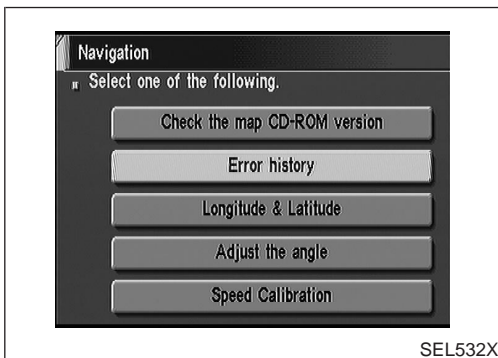 Navigation
Select one of the following.
Check the map CD-ROM version
Error history
Longitude & Latitude
Adjust the angle
Speed Calibration
SEL532X